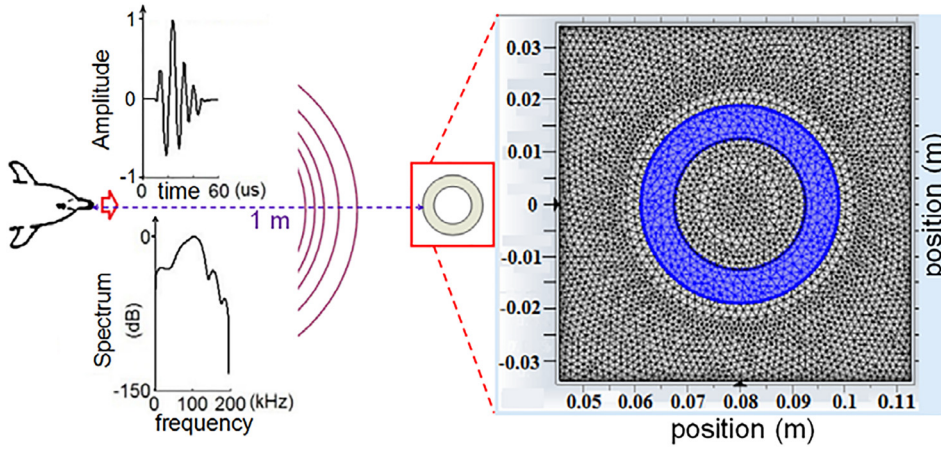 1
Amplitude
0
-1
0 time (us) 60
1 m
0
Spectrum
(dB)
-150
0 100 200 (kHz)
frequency
0.03
0.02
0.01
0
-0.01
-0.02
-0.03
position (m)
0.05 0.06 0.07 0.08 0.09 0.1 0.11
position (m)